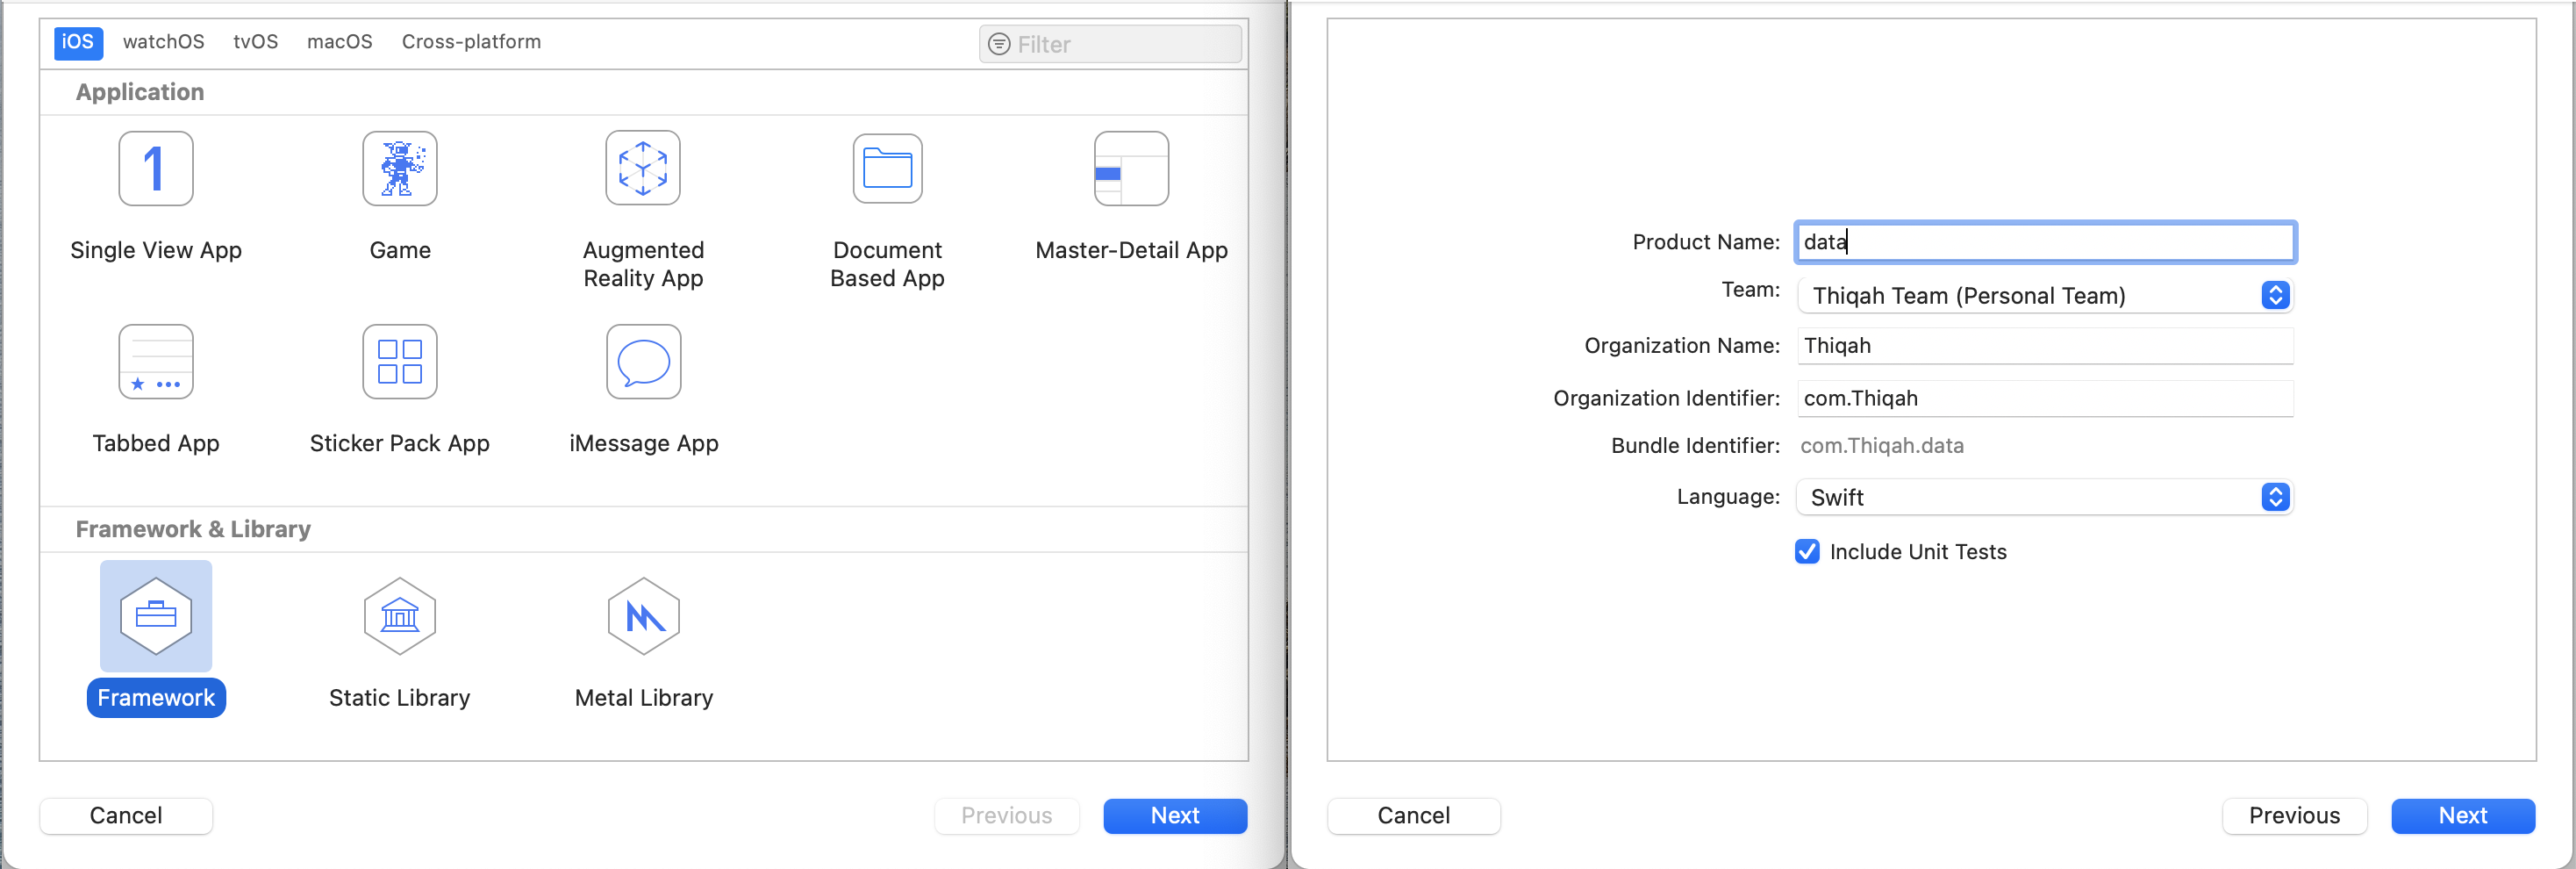 iOS watchOS tvOS macOS Cross-platform Filter
Application
1
Single View App Game Augmented Reality App Document Based App Master-Detail App
Tabbed App Sticker Pack App iMessage App
Framework & Library
Framework Static Library Metal Library
Cancel Previous Next
Product Name: data
Team: Thiqah Team (Personal Team)
Organization Name: Thiqah
Organization Identifier: com.Thiqah
Bundle Identifier: com.Thiqah.data
Language: Swift
Include Unit Tests
Cancel Previous Next